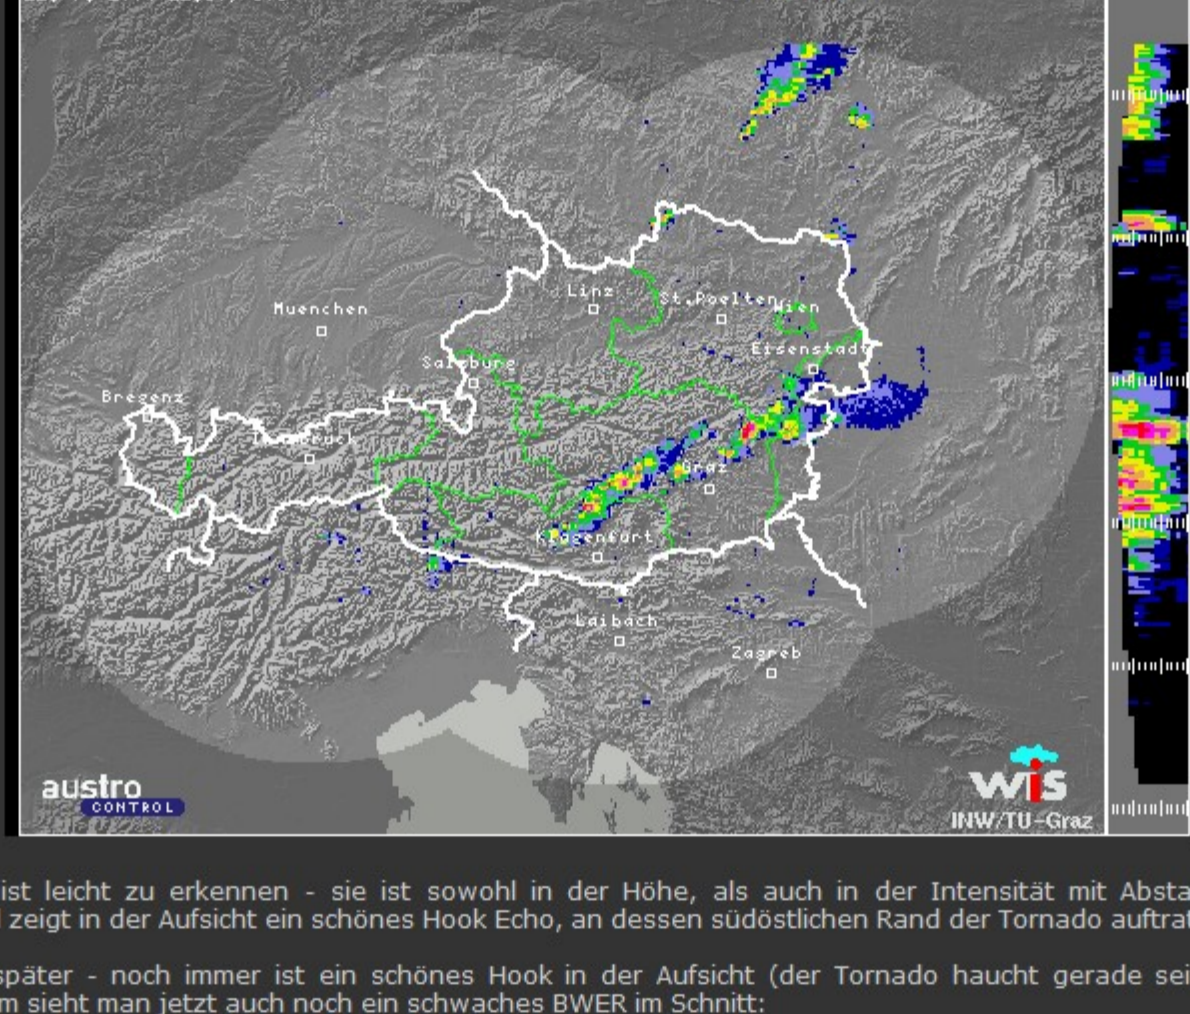 Linz
St.Poelten
Wien
Muenchen
Eisenstadt
Salzburg
Bregenz
Innsbruck
Graz
Klagenfurt
Laibach
Zagreb
austro
CONTROL
wis
INW/TU-Graz
ist leicht zu erkennen - sie ist sowohl in der Höhe, als auch in der Intensität mit Absta
zeigt in der Aufsicht ein schönes Hook Echo, an dessen südöstlichen Rand der Tornado auftrat
später - noch immer ist ein schönes Hook in der Aufsicht (der Tornado haucht gerade sei
m sieht man jetzt auch noch ein schwaches BWER im Schnitt: